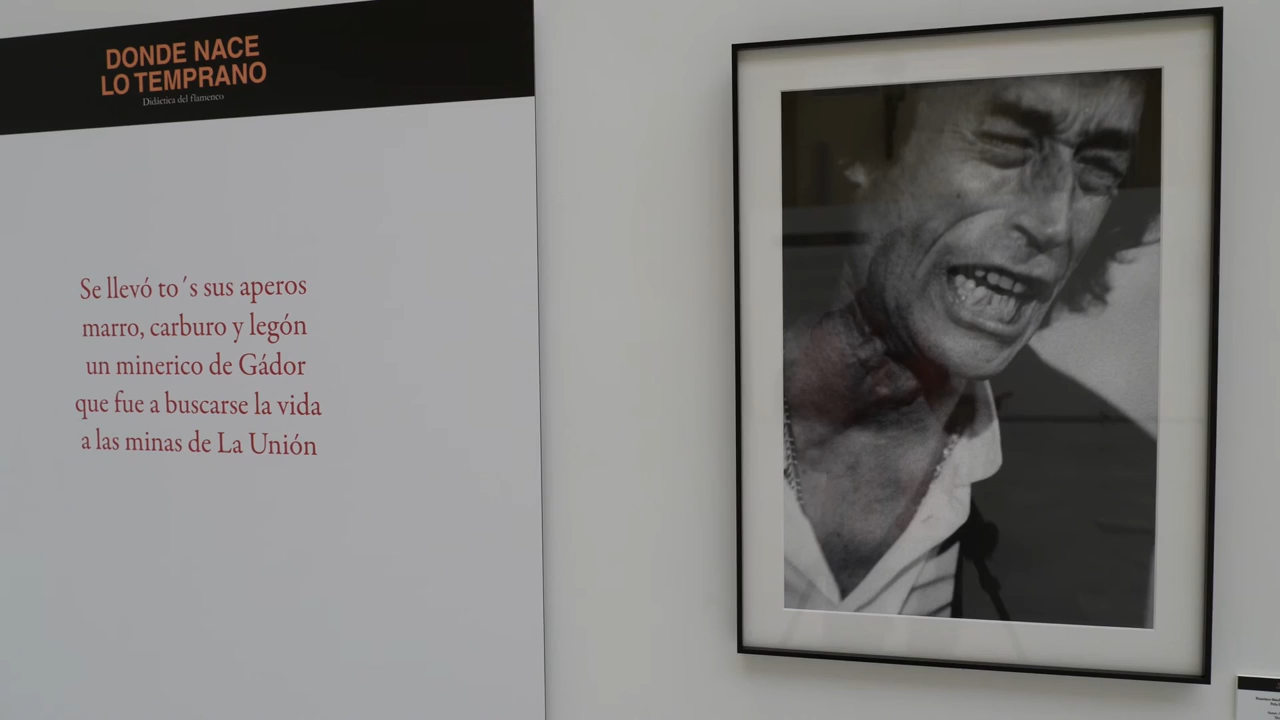 DONDE NACE
LO TEMPRANO
Didáctica del flamenco
Se llevó to´s sus aperos
marro, carburo y legón
un minerico de Gádor
que fue a buscarse la vida
a las minas de La Unión